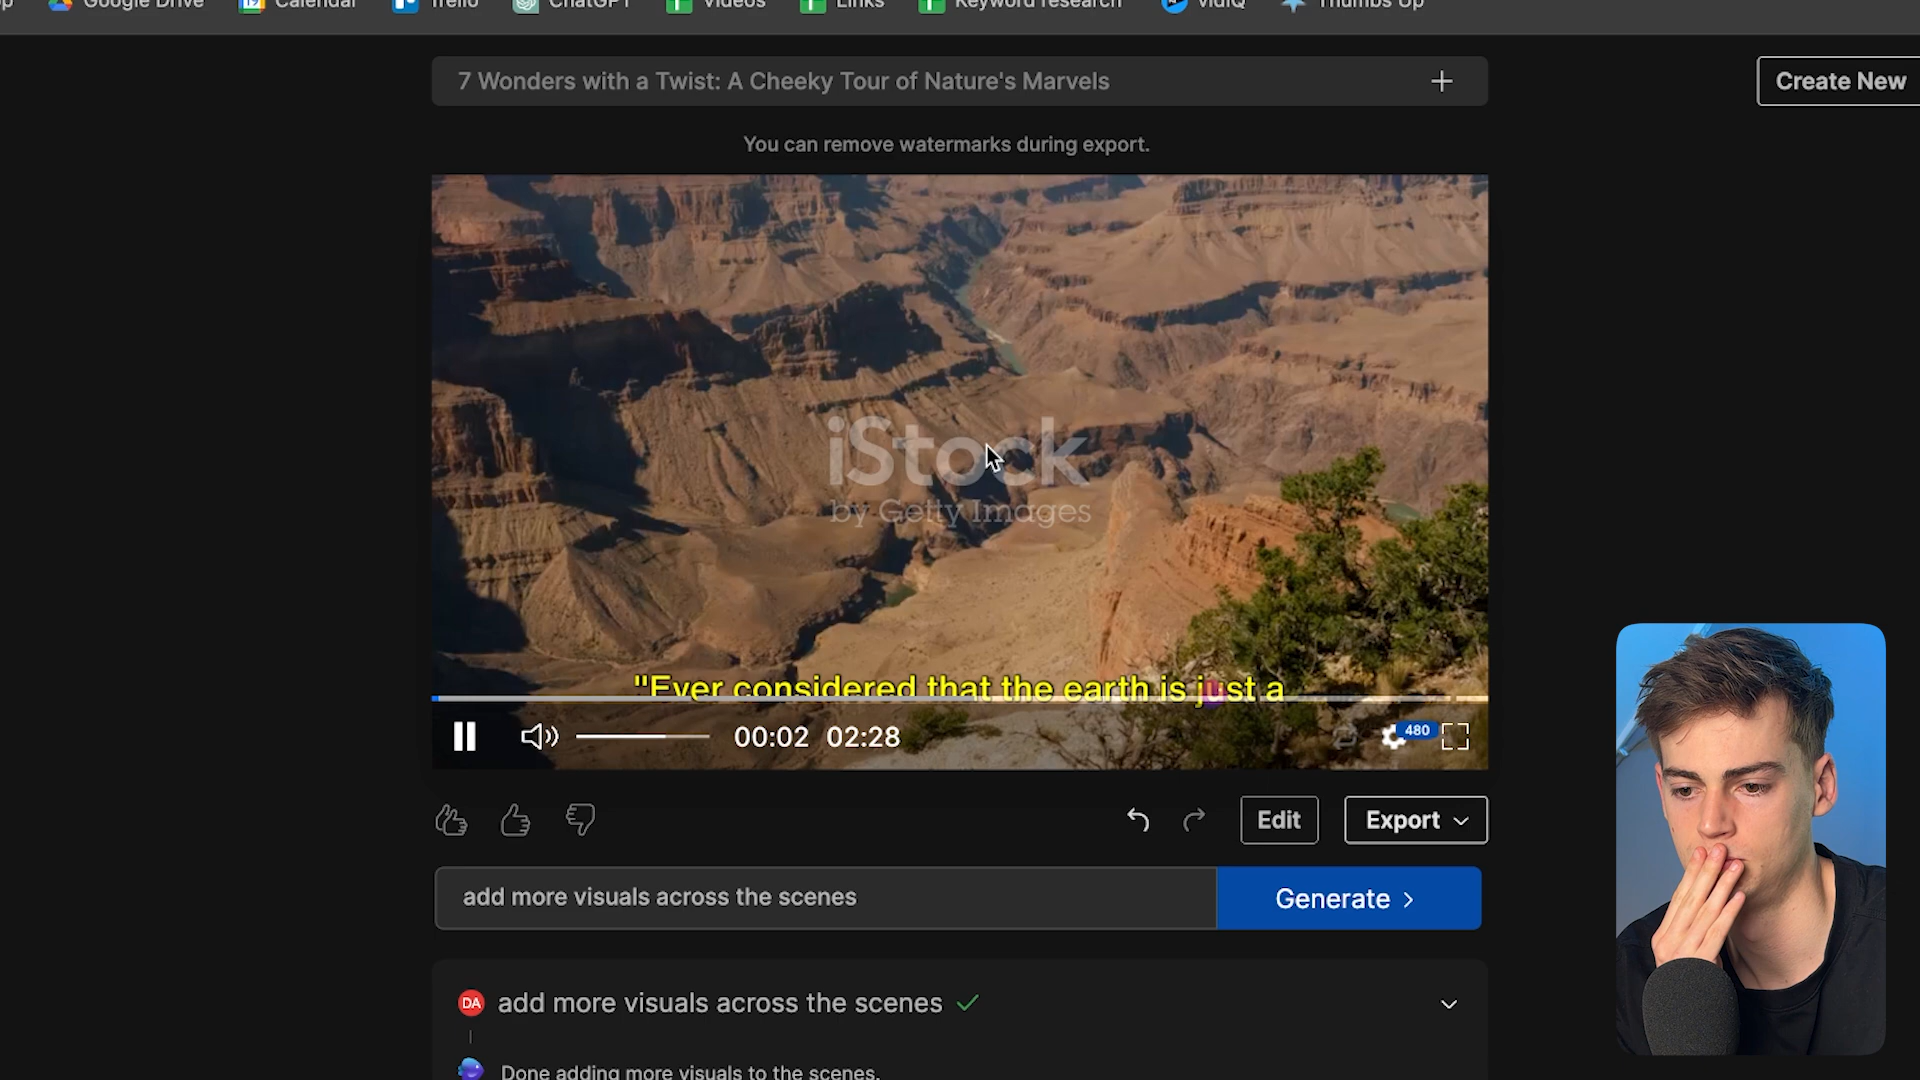 Google Drive Calendar Trello ChatGPT Videos Links Keyword research vidIQ Thumbs Up
7 Wonders with a Twist: A Cheeky Tour of Nature's Marvels
Create New
You can remove watermarks during export.
iStock
by Getty Images
"Ever considered that the earth is just a
00:02 02:28
480
Edit
Export
add more visuals across the scenes
Generate
DA add more visuals across the scenes
Done adding more visuals to the scenes.